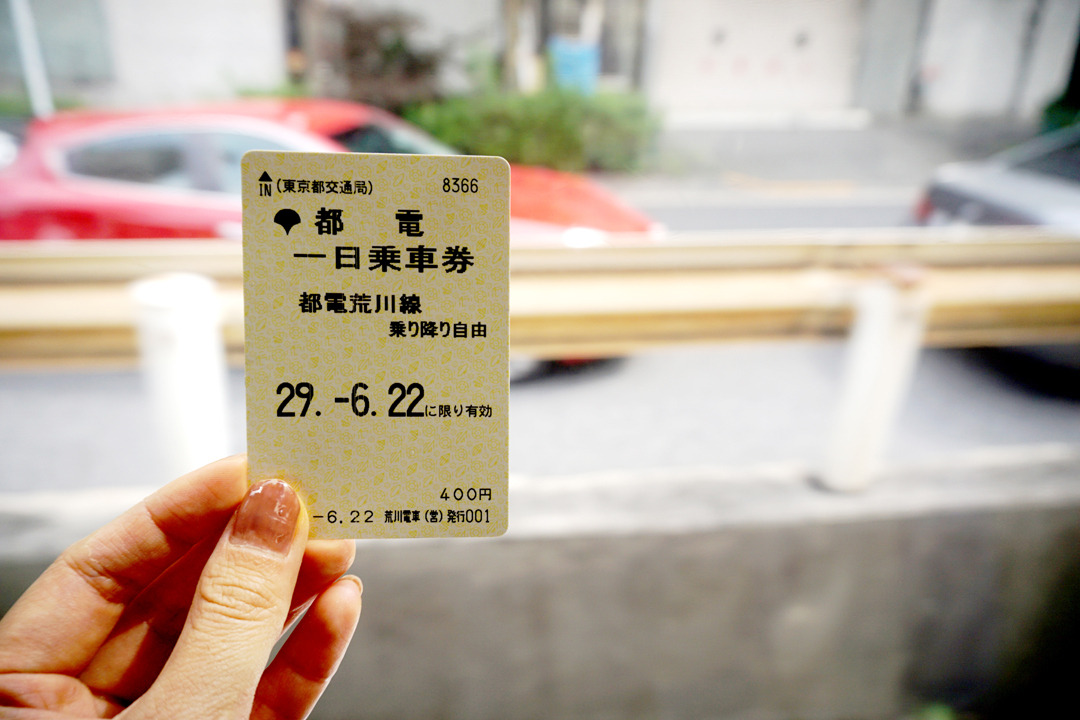 IN (東京都交通局) 8366
都電
一日乗車券
都電荒川線
乗り降り自由
29.-6.22に限り有効
400円
-6.22 荒川電車(営)発行001